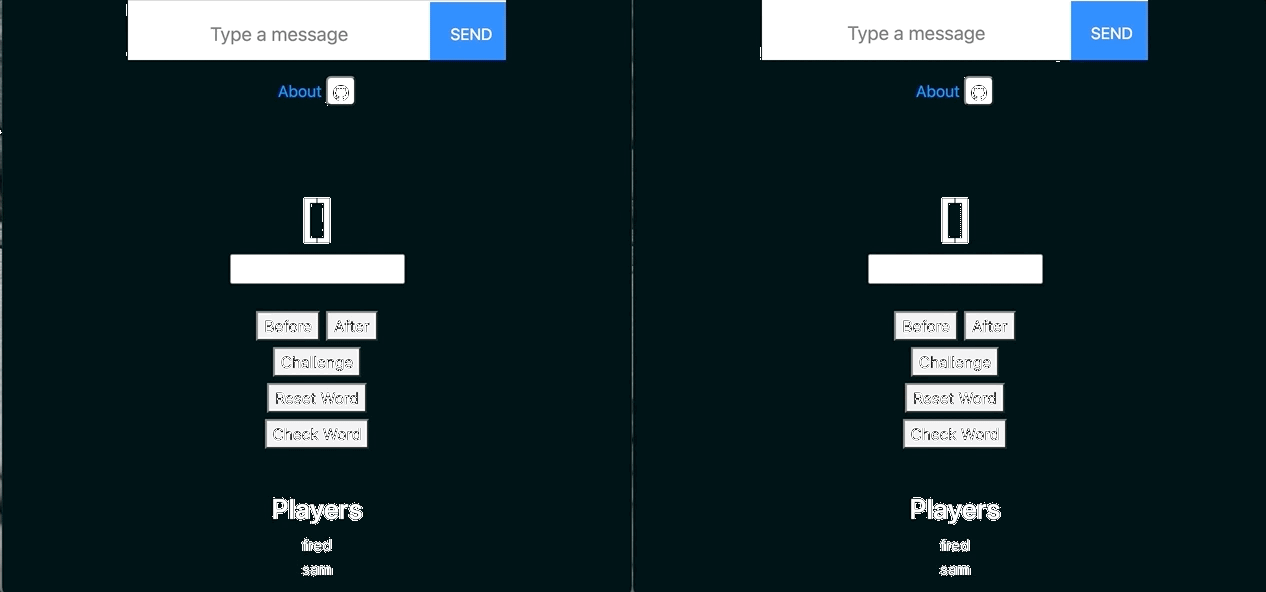 Type a message SEND
About
[]
Before After
Challenge
Reset Word
Check Word
Players
fred
sam
Type a message SEND
About
[]
Before After
Challenge
Reset Word
Check Word
Players
fred
sam